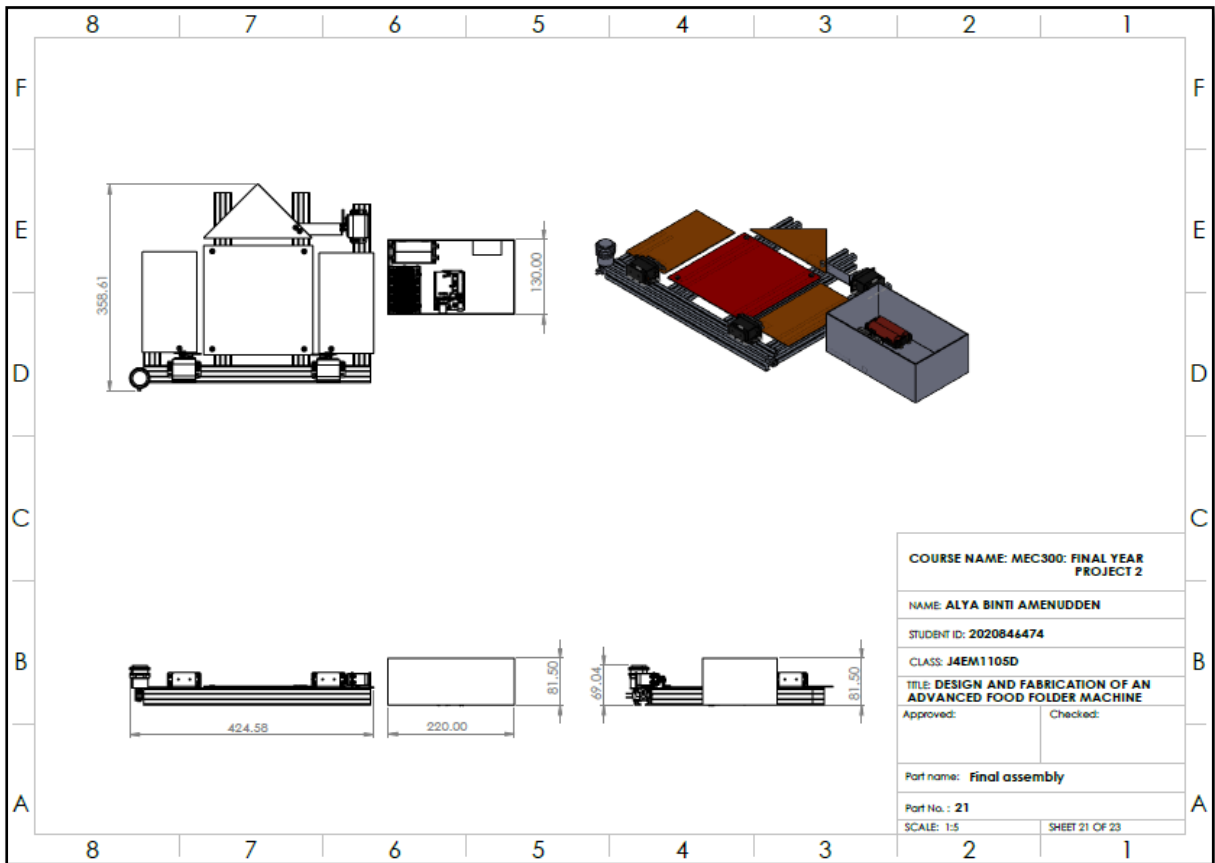 8 7 6 5 4 3 2 1
F F
E E
358.61
130.00
D D
C C
COURSE NAME: MEC300: FINAL YEAR
PROJECT 2
NAME: ALYA BINTI AMENUDDEN
STUDENT ID: 2020846474
B B
CLASS: J4EM1105D
81.50
69.04
81.50
TITLE: DESIGN AND FABRICATION OF AN
ADVANCED FOOD FOLDER MACHINE
Approved: Checked:
424.58
220.00
Part name: Final assembly
A A
Part No. : 21
SCALE: 1:5 SHEET 21 OF 23
8 7 6 5 4 3 2 1